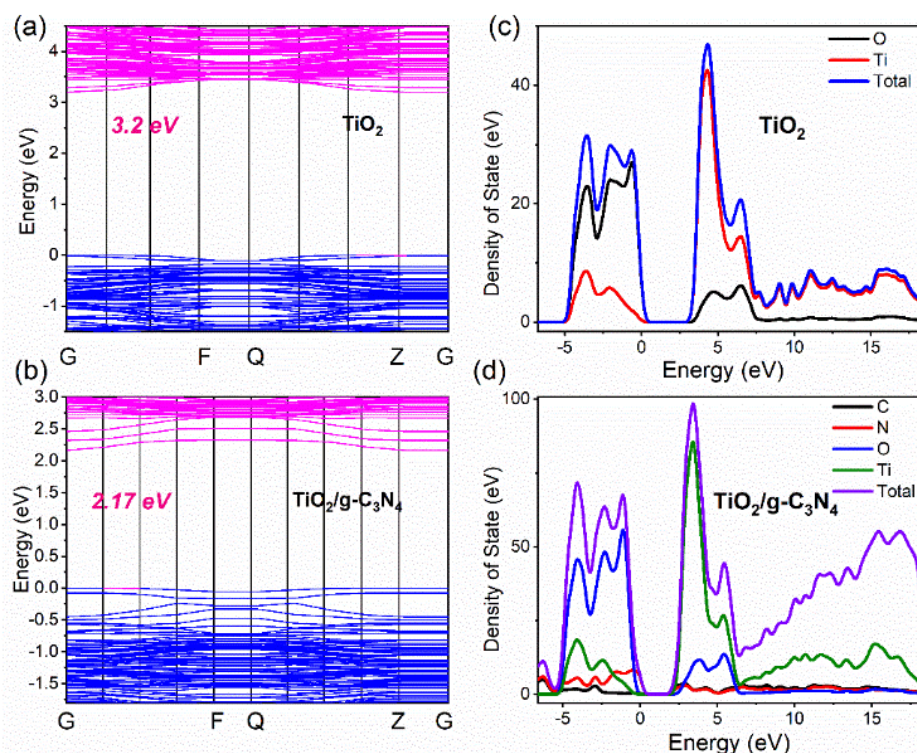 (a)
Energy (eV)
4
3
2
1
0
-1
3.2 eV
TiO₂
G F Q Z G
(c)
Density of State (eV)
40
20
0
O
Ti
Total
TiO₂
-5 0 5 10 15
Energy (eV)
(b)
Energy (eV)
3.0
2.5
2.0
1.5
1.0
0.5
0.0
-0.5
-1.0
-1.5
2.17 eV
TiO₂/g-C₃N₄
G F Q Z G
(d)
Density of State (eV)
100
50
0
C
N
O
Ti
Total
TiO₂/g-C₃N₄
-5 0 5 10 15
Energy (eV)